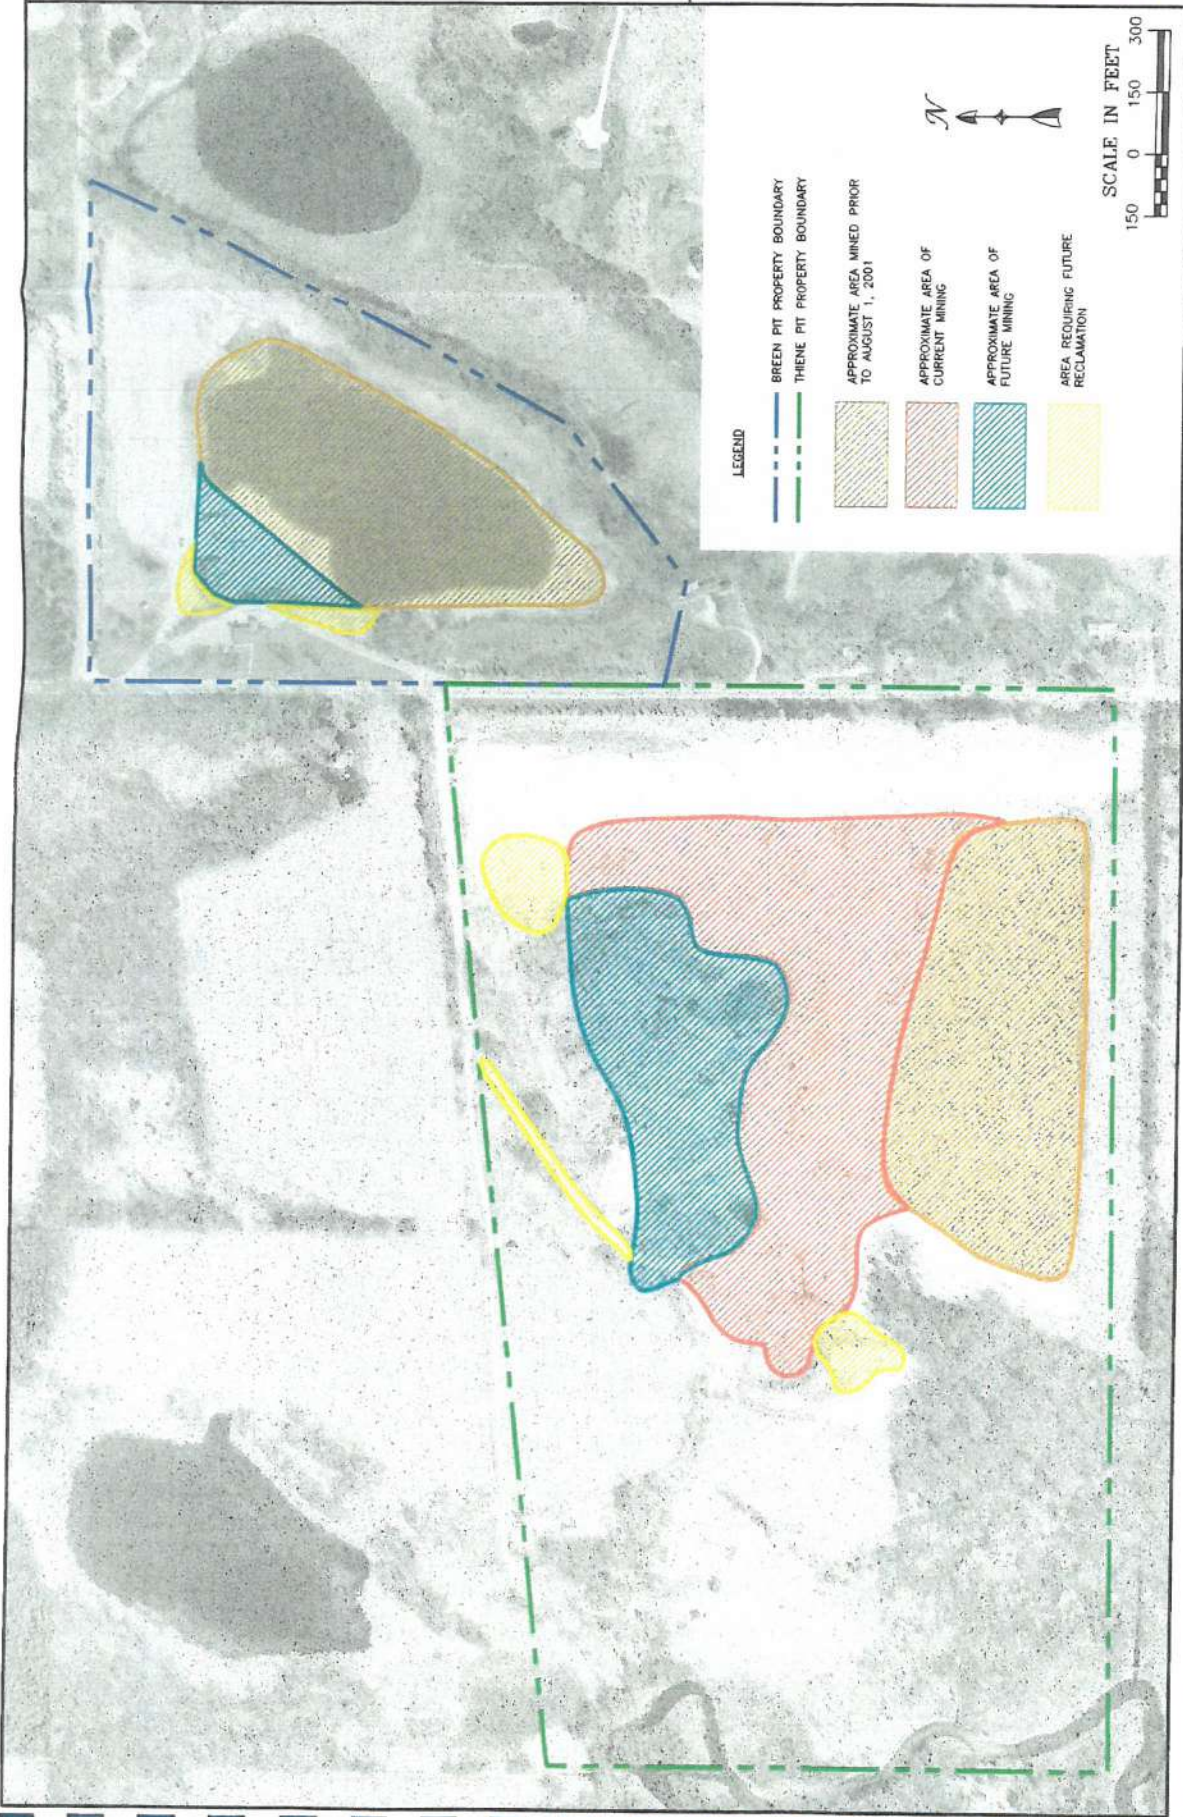 LEGEND
BREEN PIT PROPERTY BOUNDARY
THIENE PIT PROPERTY BOUNDARY
APPROXIMATE AREA MINED PRIOR
TO AUGUST 1, 2001
APPROXIMATE AREA OF
CURRENT MINING
APPROXIMATE AREA OF
FUTURE MINING
AREA REQUIRING FUTURE
RECLAMATION
N
SCALE IN FEET
150 0 150 300